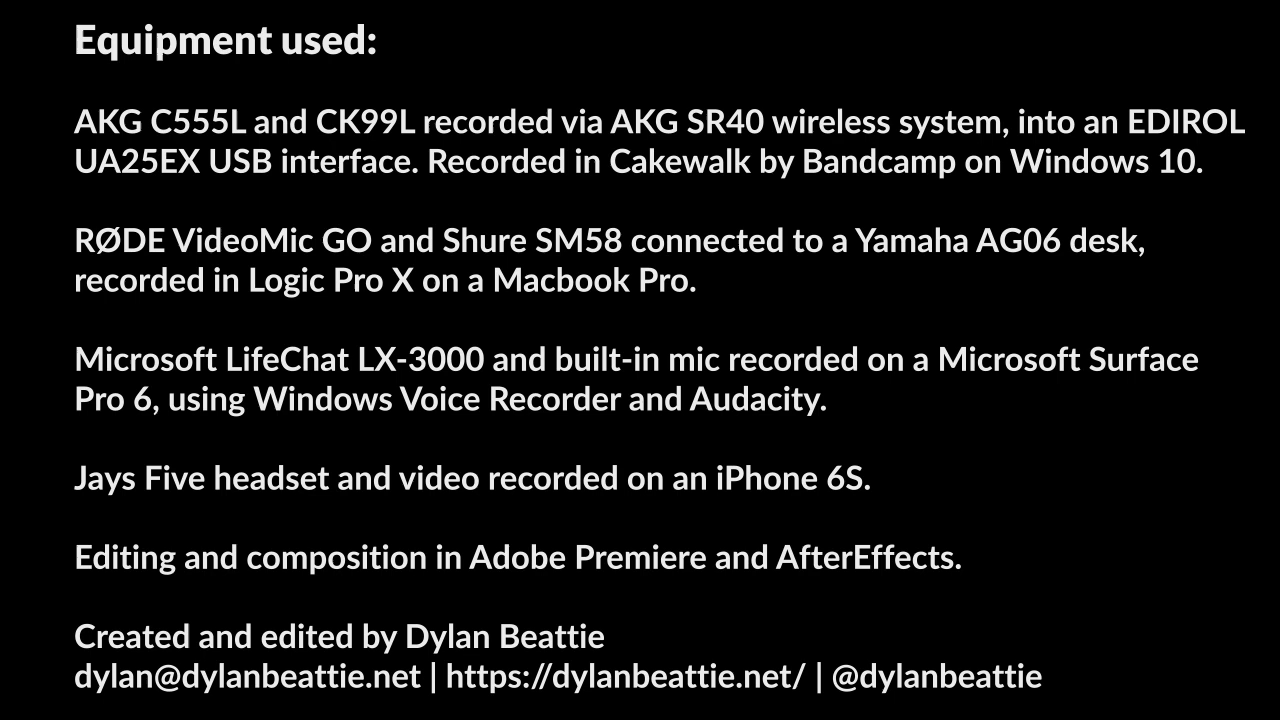 Equipment used:
AKG C555L and CK99L recorded via AKG SR40 wireless system, into an EDIROL
UA25EX USB interface. Recorded in Cakewalk by Bandcamp on Windows 10.
RØDE VideoMic GO and Shure SM58 connected to a Yamaha AG06 desk,
recorded in Logic Pro X on a Macbook Pro.
Microsoft LifeChat LX-3000 and built-in mic recorded on a Microsoft Surface
Pro 6, using Windows Voice Recorder and Audacity.
Jays Five headset and video recorded on an iPhone 6S.
Editing and composition in Adobe Premiere and AfterEffects.
Created and edited by Dylan Beattie
dylan@dylanbeattie.net | https://dylanbeattie.net/ | @dylanbeattie